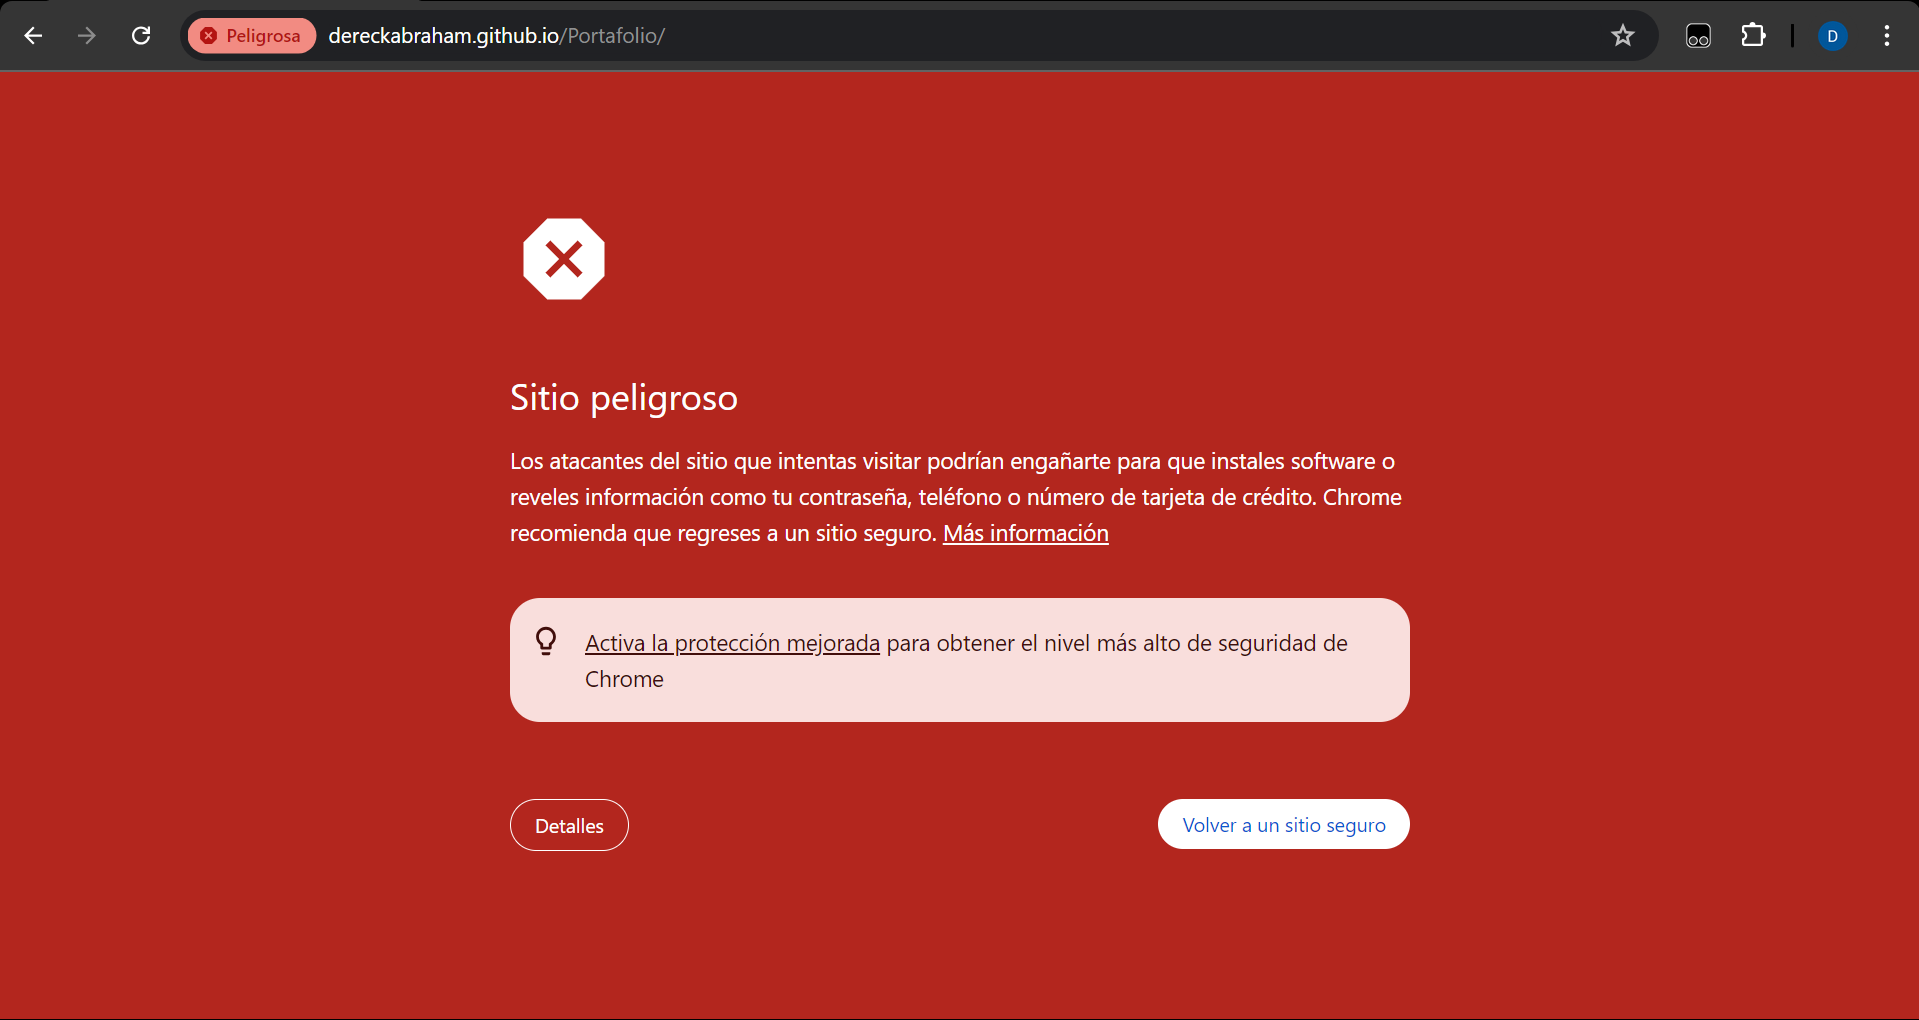 Peligrosa dereckabraham.github.io/Portafolio/
D
Sitio peligroso
Los atacantes del sitio que intentas visitar podrían engañarte para que instales software o
reveles información como tu contraseña, teléfono o número de tarjeta de crédito. Chrome
recomienda que regreses a un sitio seguro. Más información
Activa la protección mejorada para obtener el nivel más alto de seguridad de
Chrome
Detalles
Volver a un sitio seguro